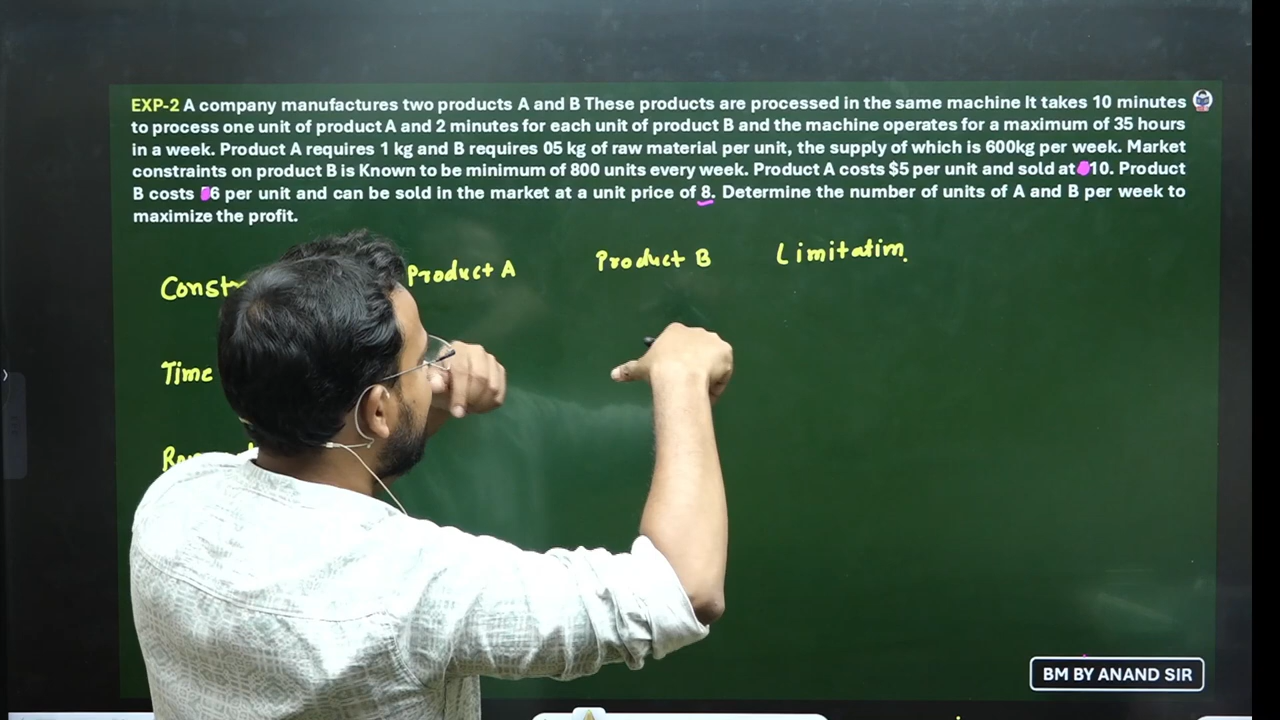 EXP-2 A company manufactures two products A and B These products are processed in the same machine It takes 10 minutes
to process one unit of product A and 2 minutes for each unit of product B and the machine operates for a maximum of 35 hours
in a week. Product A requires 1 kg and B requires 05 kg of raw material per unit, the supply of which is 600kg per week. Market
constraints on product B is Known to be minimum of 800 units every week. Product A costs $5 per unit and sold at 10. Product
B costs 6 per unit and can be sold in the market at a unit price of 8. Determine the number of units of A and B per week to
maximize the profit.
Product A Product B Limitation
Time
BM BY ANAND SIR